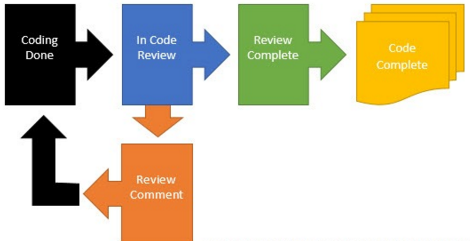 Coding
Done
In Code
Review
Review
Complete
Code
Complete
Review
Comment